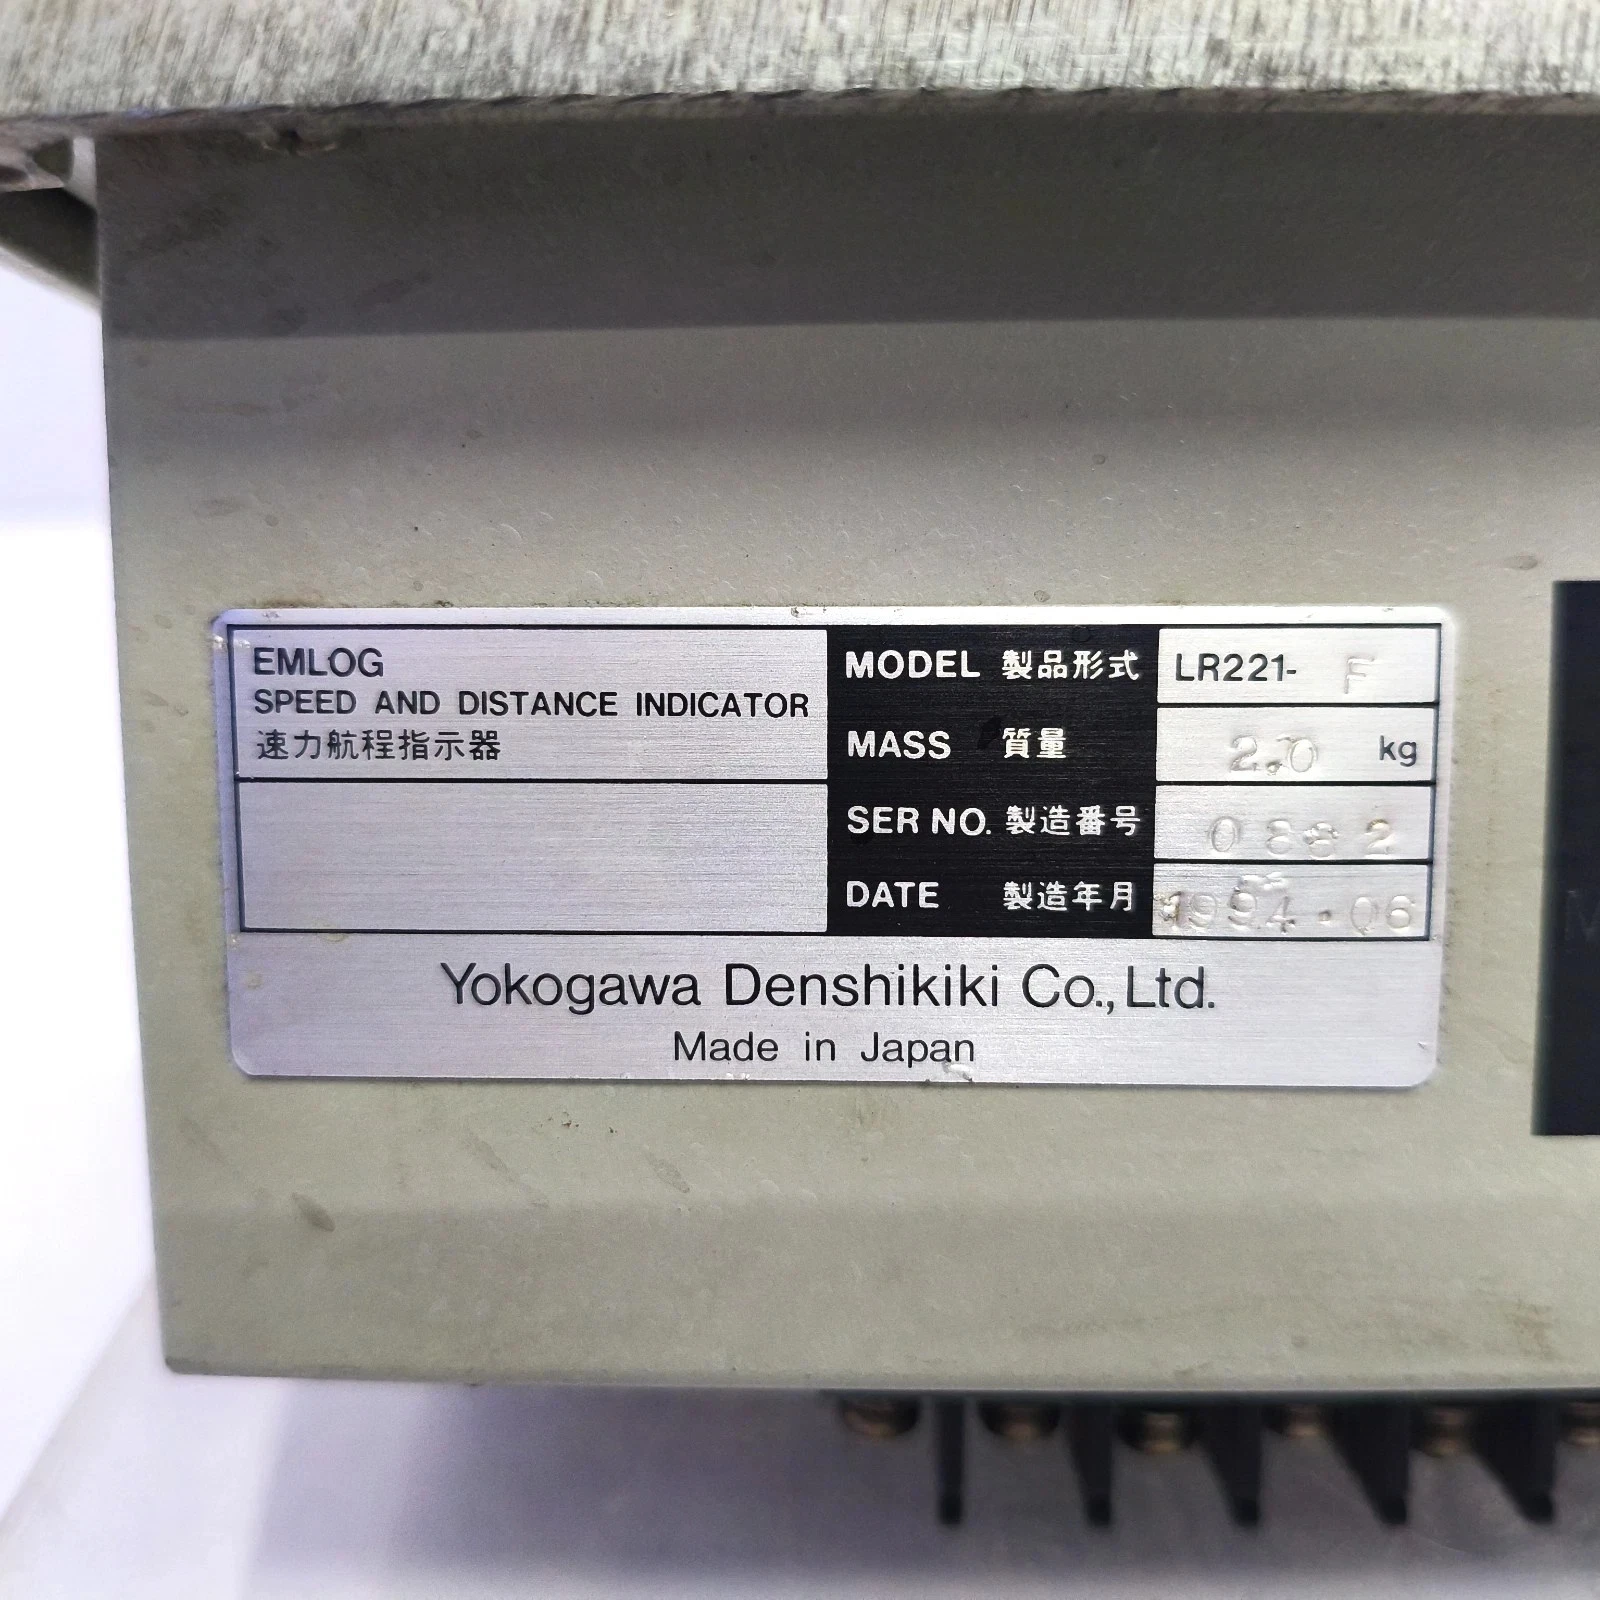 EMLOG
SPEED AND DISTANCE INDICATOR
速力航程指示器
MODEL 製品形式 LR221- F
MASS 質量 2.0 kg
SER NO. 製造番号
DATE 製造年月 1994.06
Yokogawa Denshikiki Co., Ltd.
Made in Japan